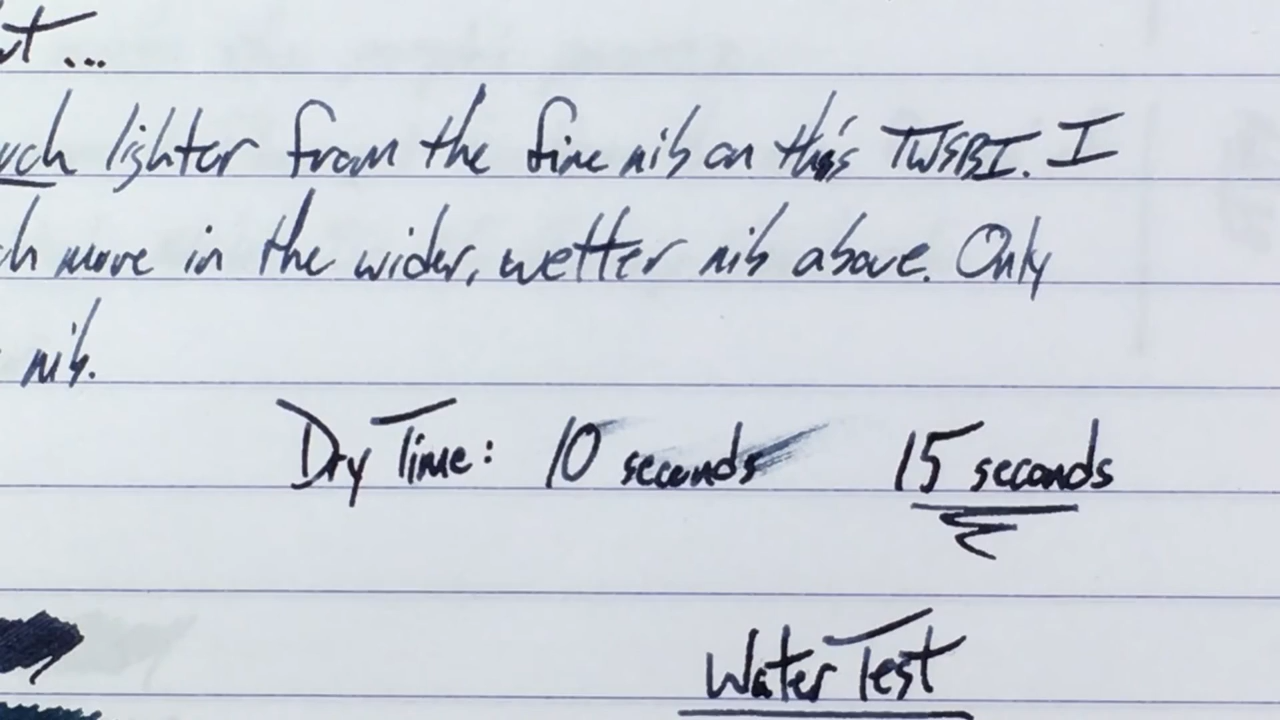 ...
lighter from the fine nib on this TWSBI. I
more in the wider, wetter nib above. Only
nib.
Dry Time: 10 seconds 15 seconds
Water Test